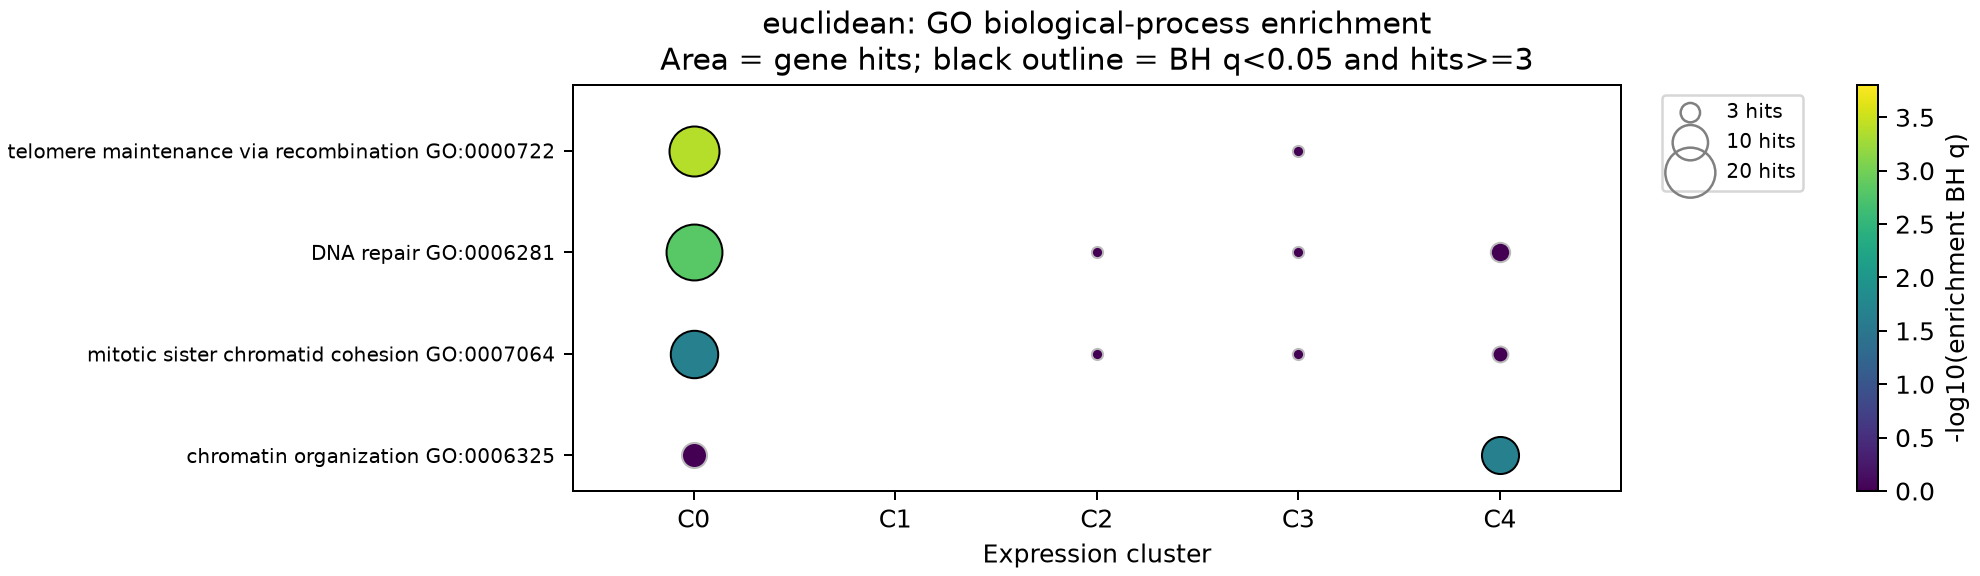 euclidean: GO biological-process enrichment
Area = gene hits; black outline = BH q<0.05 and hits>=3
telomere maintenance via recombination GO:0000722
DNA repair GO:0006281
mitotic sister chromatid cohesion GO:0007064
chromatin organization GO:0006325
C0
C1
C2
C3
C4
Expression cluster
3 hits
10 hits
20 hits
3.5
3.0
2.5
2.0
1.5
1.0
0.5
0.0
-log10(enrichment BH q)